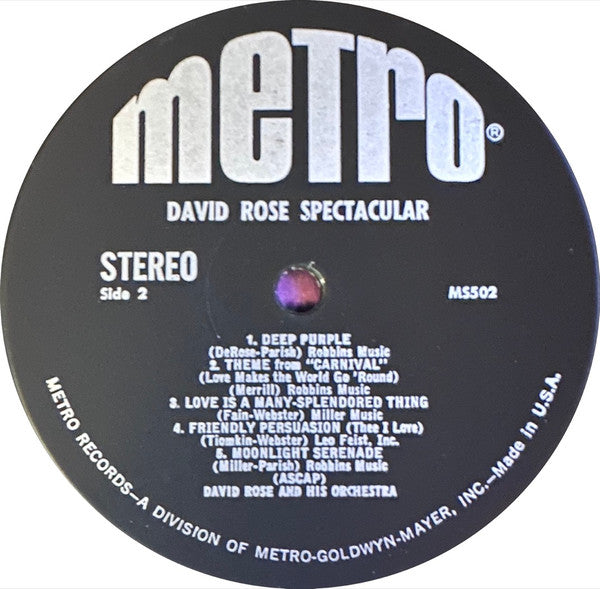 metro®
DAVID ROSE SPECTACULAR
STEREO
Side 2
MS502
1. DEEP PURPLE
(DeRose-Parish) Robbins Music
2. THEME from "CARNIVAL"
(Love Makes the World Go 'Round)
(Merrill) Robbins Music
3. LOVE IS A MANY-SPLENDORED THING
(Fain-Webster) Miller Music
4. FRIENDLY PERSUASION (Thee I Love)
(Tiomkin-Webster) Leo Feist, Inc.
5. MOONLIGHT SERENADE
(Miller-Parish) Robbins Music
(ASCAP)
DAVID ROSE AND HIS ORCHESTRA
METRO RECORDS—A DIVISION OF METRO-GOLDWYN-MAYER, INC.—Made in U.S.A.